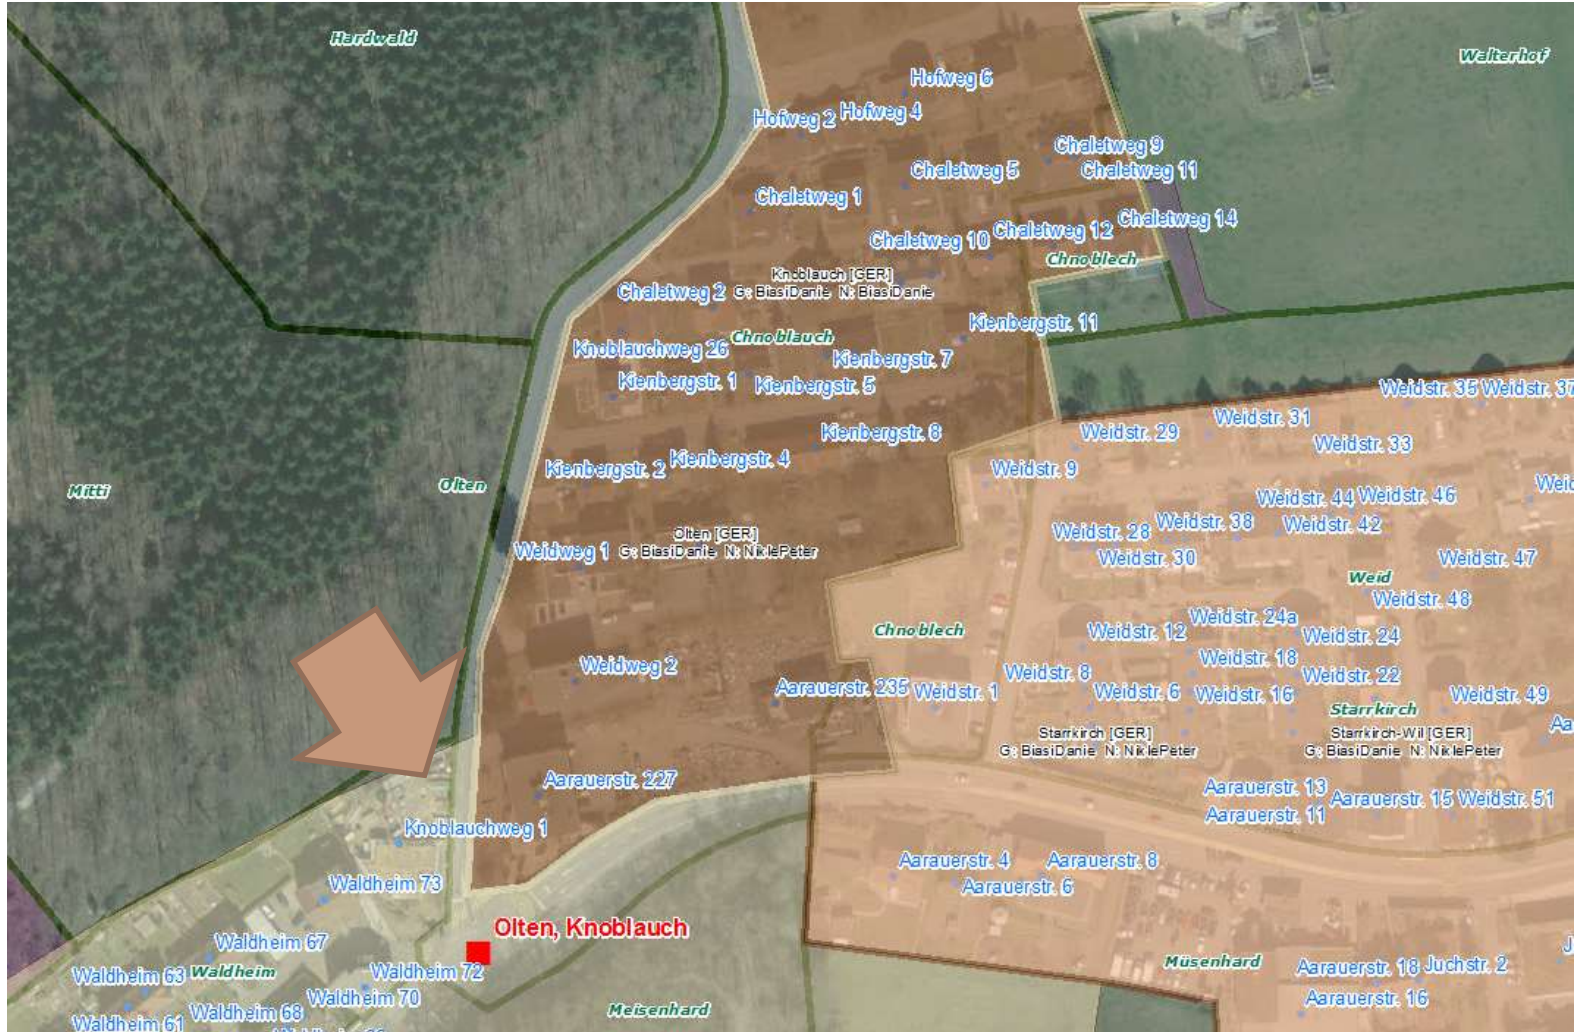 Hardwald
Walterhof
Hofweg 6
Hofweg 2
Hofweg 4
Chaletweg 9
Chaletweg 11
Chaletweg 5
Chaletweg 1
Chaletweg 14
Chaletweg 12
Chaletweg 10
Chnoblech
Knoblauch [GER]
G: BiasiDanie N: BiasiDanie
Chaletweg 2
Kienbergstr. 11
Chnoblauch
Knoblauchweg 26
Kienbergstr. 7
Kienbergstr. 1
Kienbergstr. 5
Weidstr. 35
Weidstr. 37
Weidstr. 31
Kienbergstr. 8
Weidstr. 29
Weidstr. 33
Kienbergstr. 2
Kienbergstr. 4
Weidstr. 9
Mitti
Olten
Weid
Weidstr. 44
Weidstr. 46
Weidstr. 28
Weidstr. 38
Weidstr. 42
Olten [GER]
G: BiasiDanie N: NiklePeter
Weidweg 1
Weidstr. 30
Weidstr. 47
Weid
Weidstr. 48
Weidstr. 24a
Chnoblech
Weidstr. 12
Weidstr. 24
Weidstr. 18
Weidweg 2
Weidstr. 8
Weidstr. 22
Aarauerstr. 235
Weidstr. 1
Weidstr. 6
Weidstr. 16
Weidstr. 49
Starrkirch
Aa
Starrkirch [GER]
G: BiasiDanie N: NiklePeter
Starrkirch-Wil [GER]
G: BiasiDanie N: NiklePeter
Aarauerstr. 227
Aarauerstr. 13
Aarauerstr. 15
Weidstr. 51
Aarauerstr. 11
Knoblauchweg 1
Aarauerstr. 4
Aarauerstr. 8
Aarauerstr. 6
Waldheim 73
Olten, Knoblauch
Waldheim 67
J
Waldheim 63
Waldheim
Waldheim 72
Müsenhard
Aarauerstr. 18
Juchstr. 2
Waldheim 70
Aarauerstr. 16
Waldheim 68
Meisenhard
Waldheim 61